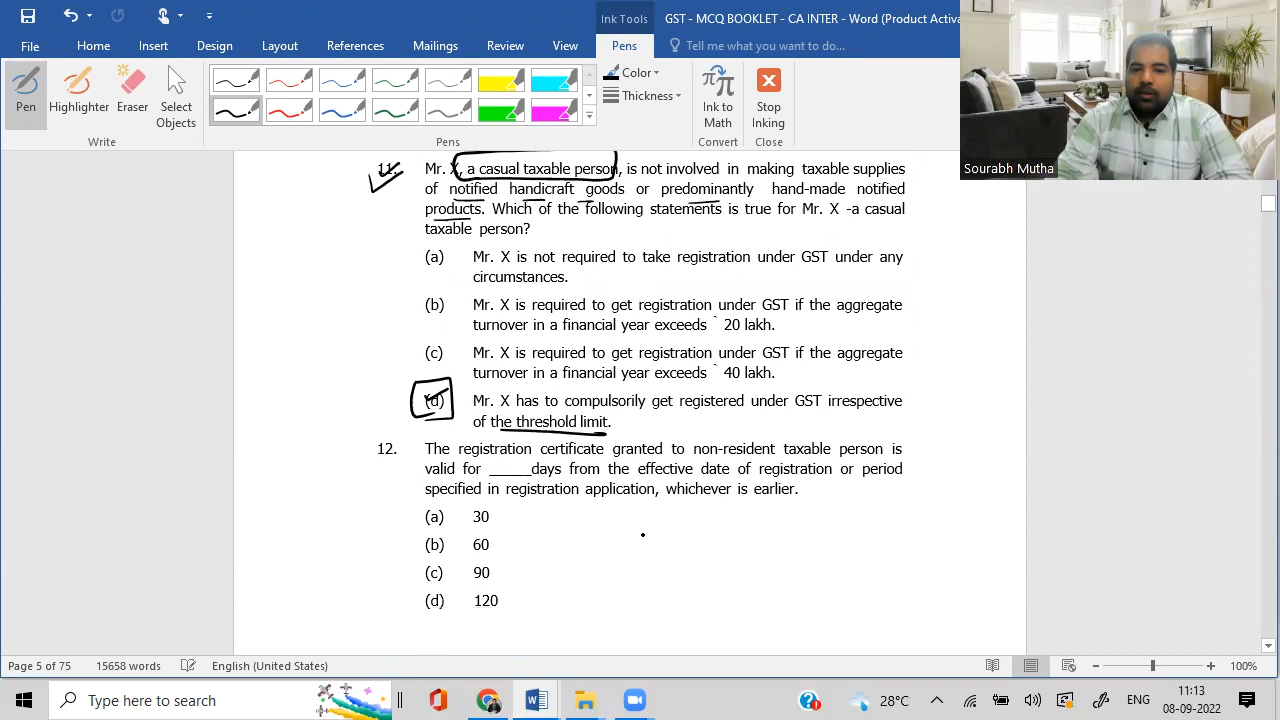 Ink Tools
GST - MCQ BOOKLET - CA INTER - Word (Product Activa
File
Home
Insert
Design
Layout
References
Mailings
Review
View
Pens
Tell me what you want to do...
Pen
Highlighter
Eraser
Select
Objects
Color
Thickness
Ink to
Math
Stop
Inking
Write
Pens
Convert
Close
Sourabh Mutha
11. Mr. X, a casual taxable person, is not involved in making taxable supplies
of notified handicraft goods or predominantly hand-made notified
products. Which of the following statements is true for Mr. X -a casual
taxable person?
(a) Mr. X is not required to take registration under GST under any
circumstances.
(b) Mr. X is required to get registration under GST if the aggregate
turnover in a financial year exceeds ` 20 lakh.
(c) Mr. X is required to get registration under GST if the aggregate
turnover in a financial year exceeds ` 40 lakh.
(d) Mr. X has to compulsorily get registered under GST irrespective
of the threshold limit.
12. The registration certificate granted to non-resident taxable person is
valid for _____days from the effective date of registration or period
specified in registration application, whichever is earlier.
(a) 30
(b) 60
(c) 90
(d) 120
Page 5 of 75
15658 words
English (United States)
100%
Type here to search
28°C
ENG
11:13
08-09-2022